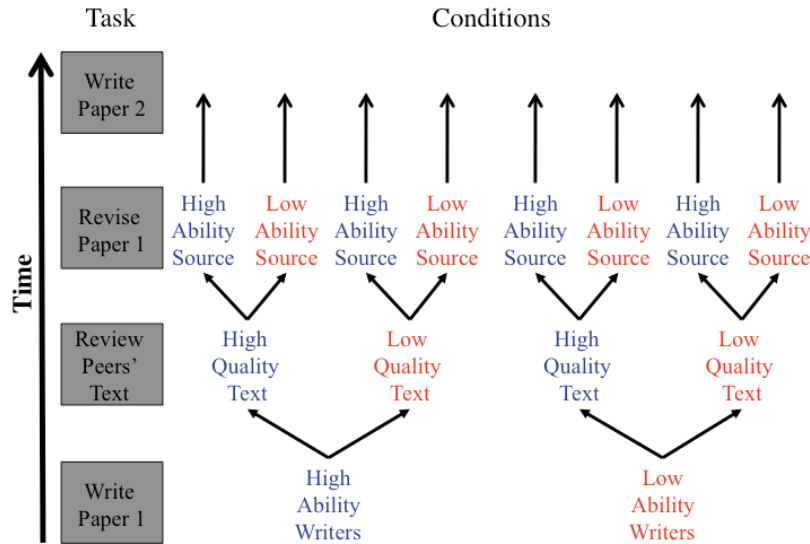 Task
Conditions
Write
Paper 2
Revise
Paper 1
High
Ability
Source
Low
Ability
Source
High
Ability
Source
Low
Ability
Source
High
Ability
Source
Low
Ability
Source
High
Ability
Source
Low
Ability
Source
Time
Review
Peers’
Text
High
Quality
Text
Low
Quality
Text
High
Quality
Text
Low
Quality
Text
Write
Paper 1
High
Ability
Writers
Low
Ability
Writers